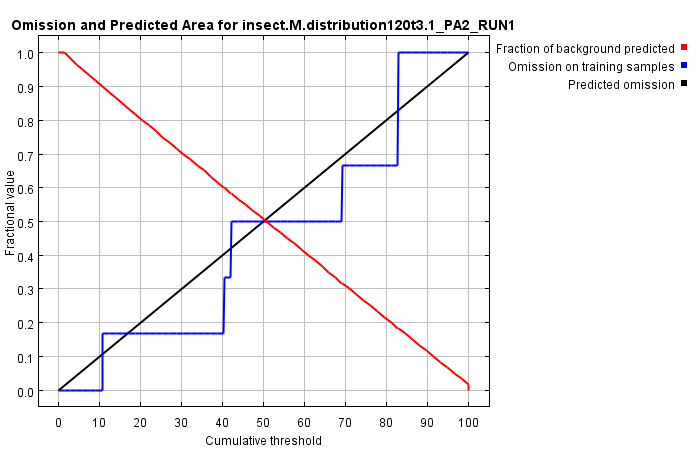 Omission and Predicted Area for insect.M.distribution120t3.1_PA2_RUN1
Fraction of background predicted
Omission on training samples
Predicted omission
Fractional value
1.0
0.9
0.8
0.7
0.6
0.5
0.4
0.3
0.2
0.1
0.0
0 10 20 30 40 50 60 70 80 90 100
Cumulative threshold